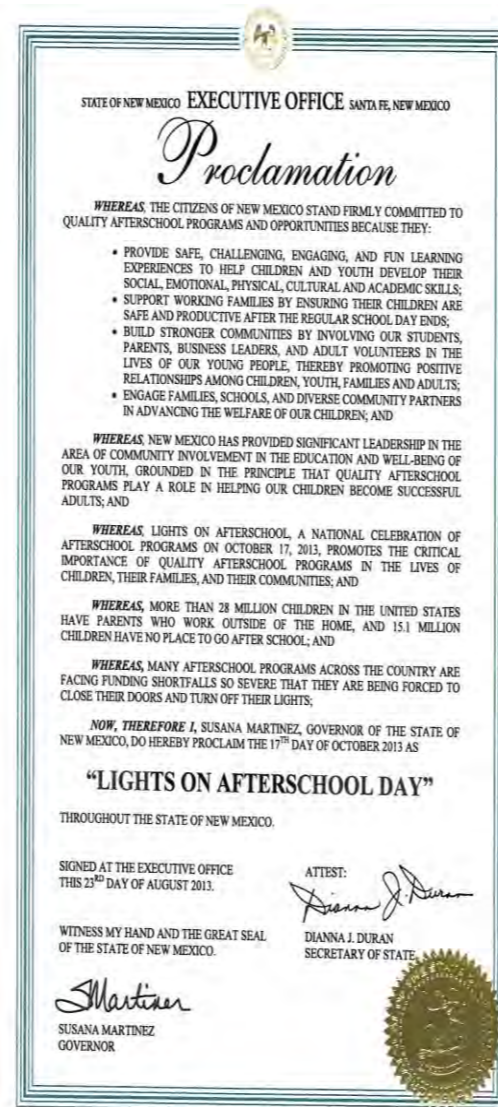 STATE OF NEW MEXICO EXECUTIVE OFFICE SANTA FE, NEW MEXICO
Proclamation
WHEREAS, THE CITIZENS OF NEW MEXICO STAND FIRMLY COMMITTED TO
QUALITY AFTERSCHOOL PROGRAMS AND OPPORTUNITIES BECAUSE THEY:
• PROVIDE SAFE, CHALLENGING, ENGAGING, AND FUN LEARNING
EXPERIENCES TO HELP CHILDREN AND YOUTH DEVELOP THEIR
SOCIAL, EMOTIONAL, PHYSICAL, CULTURAL AND ACADEMIC SKILLS;
• SUPPORT WORKING FAMILIES BY ENSURING THEIR CHILDREN ARE
SAFE AND PRODUCTIVE AFTER THE REGULAR SCHOOL DAY ENDS;
• BUILD STRONGER COMMUNITIES BY INVOLVING OUR STUDENTS,
PARENTS, BUSINESS LEADERS, AND ADULT VOLUNTEERS IN THE
LIVES OF OUR YOUNG PEOPLE, THEREBY PROMOTING POSITIVE
RELATIONSHIPS AMONG CHILDREN, YOUTH, FAMILIES AND ADULTS;
• ENGAGE FAMILIES, SCHOOLS, AND DIVERSE COMMUNITY PARTNERS
IN ADVANCING THE WELFARE OF OUR CHILDREN; AND
WHEREAS, NEW MEXICO HAS PROVIDED SIGNIFICANT LEADERSHIP IN THE
AREA OF COMMUNITY INVOLVEMENT IN THE EDUCATION AND WELL-BEING OF
OUR YOUTH, GROUNDED IN THE PRINCIPLE THAT QUALITY AFTERSCHOOL
PROGRAMS PLAY A ROLE IN HELPING OUR CHILDREN BECOME SUCCESSFUL
ADULTS; AND
WHEREAS, LIGHTS ON AFTERSCHOOL, A NATIONAL CELEBRATION OF
AFTERSCHOOL PROGRAMS ON OCTOBER 17, 2013, PROMOTES THE CRITICAL
IMPORTANCE OF QUALITY AFTERSCHOOL PROGRAMS IN THE LIVES OF
CHILDREN, THEIR FAMILIES, AND THEIR COMMUNITIES; AND
WHEREAS, MORE THAN 28 MILLION CHILDREN IN THE UNITED STATES
HAVE PARENTS WHO WORK OUTSIDE OF THE HOME, AND 15.1 MILLION
CHILDREN HAVE NO PLACE TO GO AFTER SCHOOL; AND
WHEREAS, MANY AFTERSCHOOL PROGRAMS ACROSS THE COUNTRY ARE
FACING FUNDING SHORTFALLS SO SEVERE THAT THEY ARE BEING FORCED TO
CLOSE THEIR DOORS AND TURN OFF THEIR LIGHTS;
NOW, THEREFORE I, SUSANA MARTINEZ, GOVERNOR OF THE STATE OF
NEW MEXICO, DO HEREBY PROCLAIM THE 17TH DAY OF OCTOBER 2013 AS
“LIGHTS ON AFTERSCHOOL DAY”
THROUGHOUT THE STATE OF NEW MEXICO.
SIGNED AT THE EXECUTIVE OFFICE
THIS 23RD DAY OF AUGUST 2013.
WITNESS MY HAND AND THE GREAT SEAL
OF THE STATE OF NEW MEXICO.
SMartinez
SUSANA MARTINEZ
GOVERNOR
ATTEST:
Dianna J. Duran
DIANNA J. DURAN
SECRETARY OF STATE